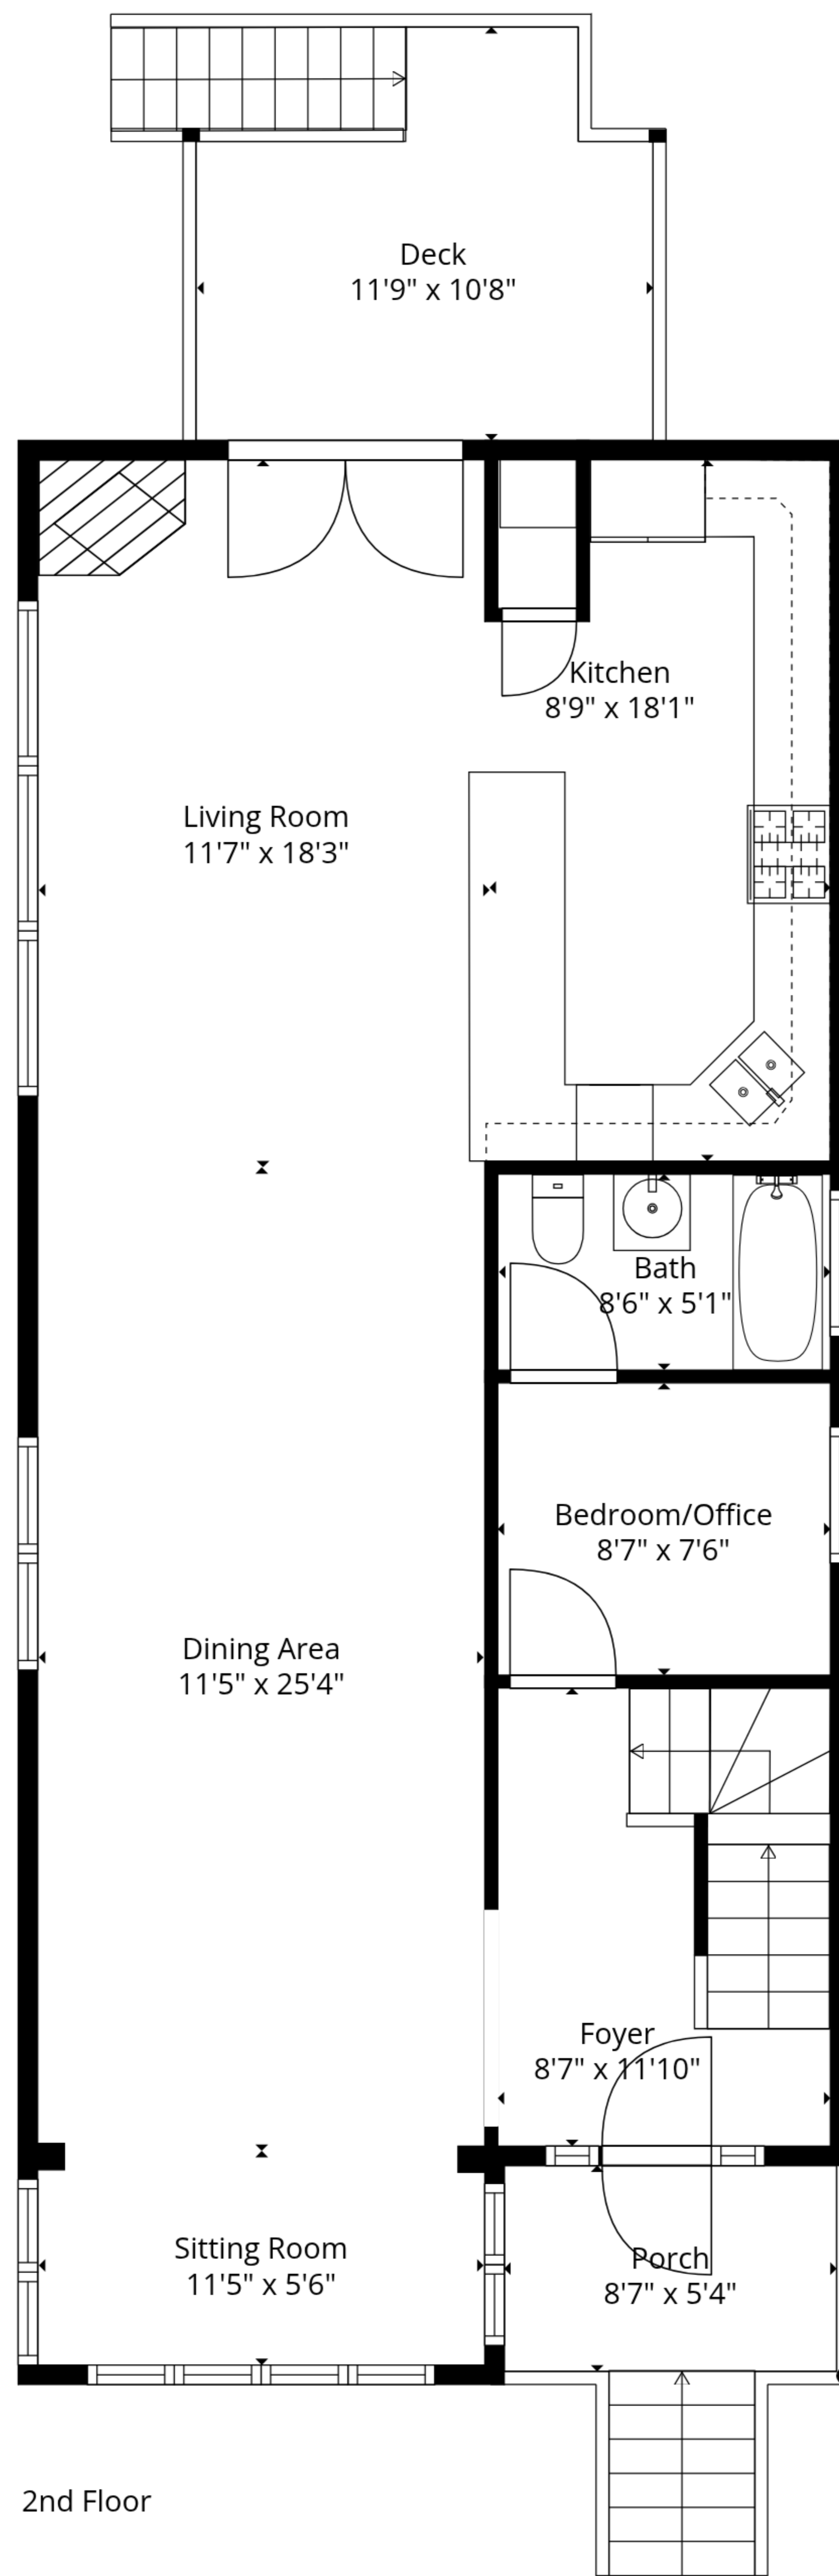 Deck
11'9" x 10'8"
Kitchen
8'9" x 18'1"
Living Room
11'7" x 18'3"
Bath
8'6" x 5'1"
Bedroom/Office
8'7" x 7'6"
Dining Area
11'5" x 25'4"
Foyer
8'7" x 11'10"
Sitting Room
11'5" x 5'6"
Porch
8'7" x 5'4"
2nd Floor